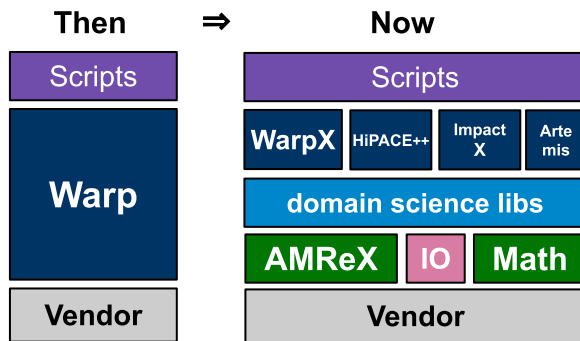 Then ⇒ Now
Scripts
Warp
Vendor
Scripts
WarpX
HiPACE++
Impact
X
Arte
mis
domain science libs
AMReX
IO
Math
Vendor